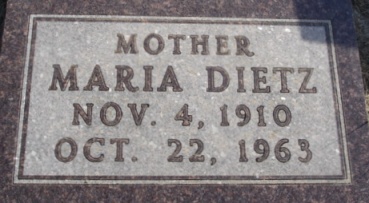 MOTHER
MARIA DIETZ
NOV. 4, 1910
OCT. 22, 1963